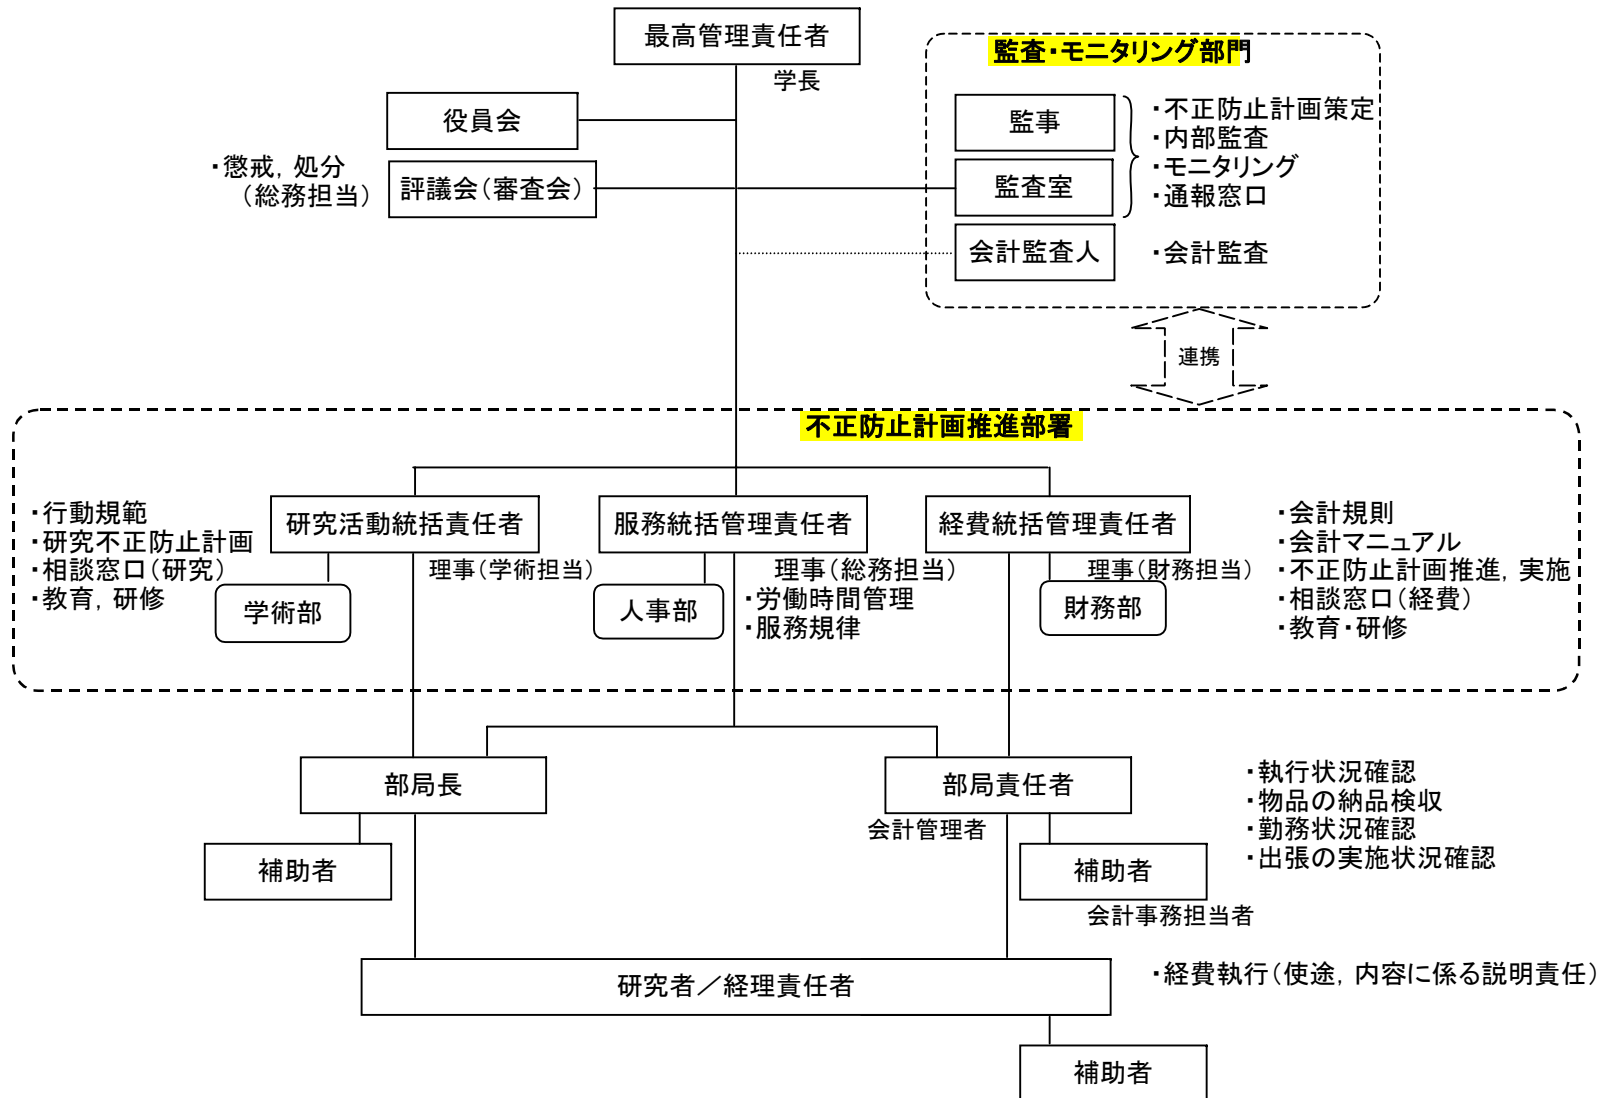 最高管理責任者
学長
監査・モニタリング部門
役員会
監事
・不正防止計画策定
・内部監査
・モニタリング
・通報窓口
・懲戒, 処分
(総務担当)
評議会(審査会)
監査室
会計監査人
・会計監査
連携
不正防止計画推進部署
・行動規範
・研究不正防止計画
・相談窓口(研究)
・教育, 研修
研究活動統括責任者
理事(学術担当)
学術部
服務統括管理責任者
理事(総務担当)
・労働時間管理
・服務規律
人事部
経費統括管理責任者
理事(財務担当)
財務部
・会計規則
・会計マニュアル
・不正防止計画推進, 実施
・相談窓口(経費)
・教育・研修
部局長
部局責任者
会計管理者
・執行状況確認
・物品の納品検収
・勤務状況確認
・出張の実施状況確認
補助者
補助者
会計事務担当者
研究者/経理責任者
・経費執行(使途, 内容に係る説明責任)
補助者